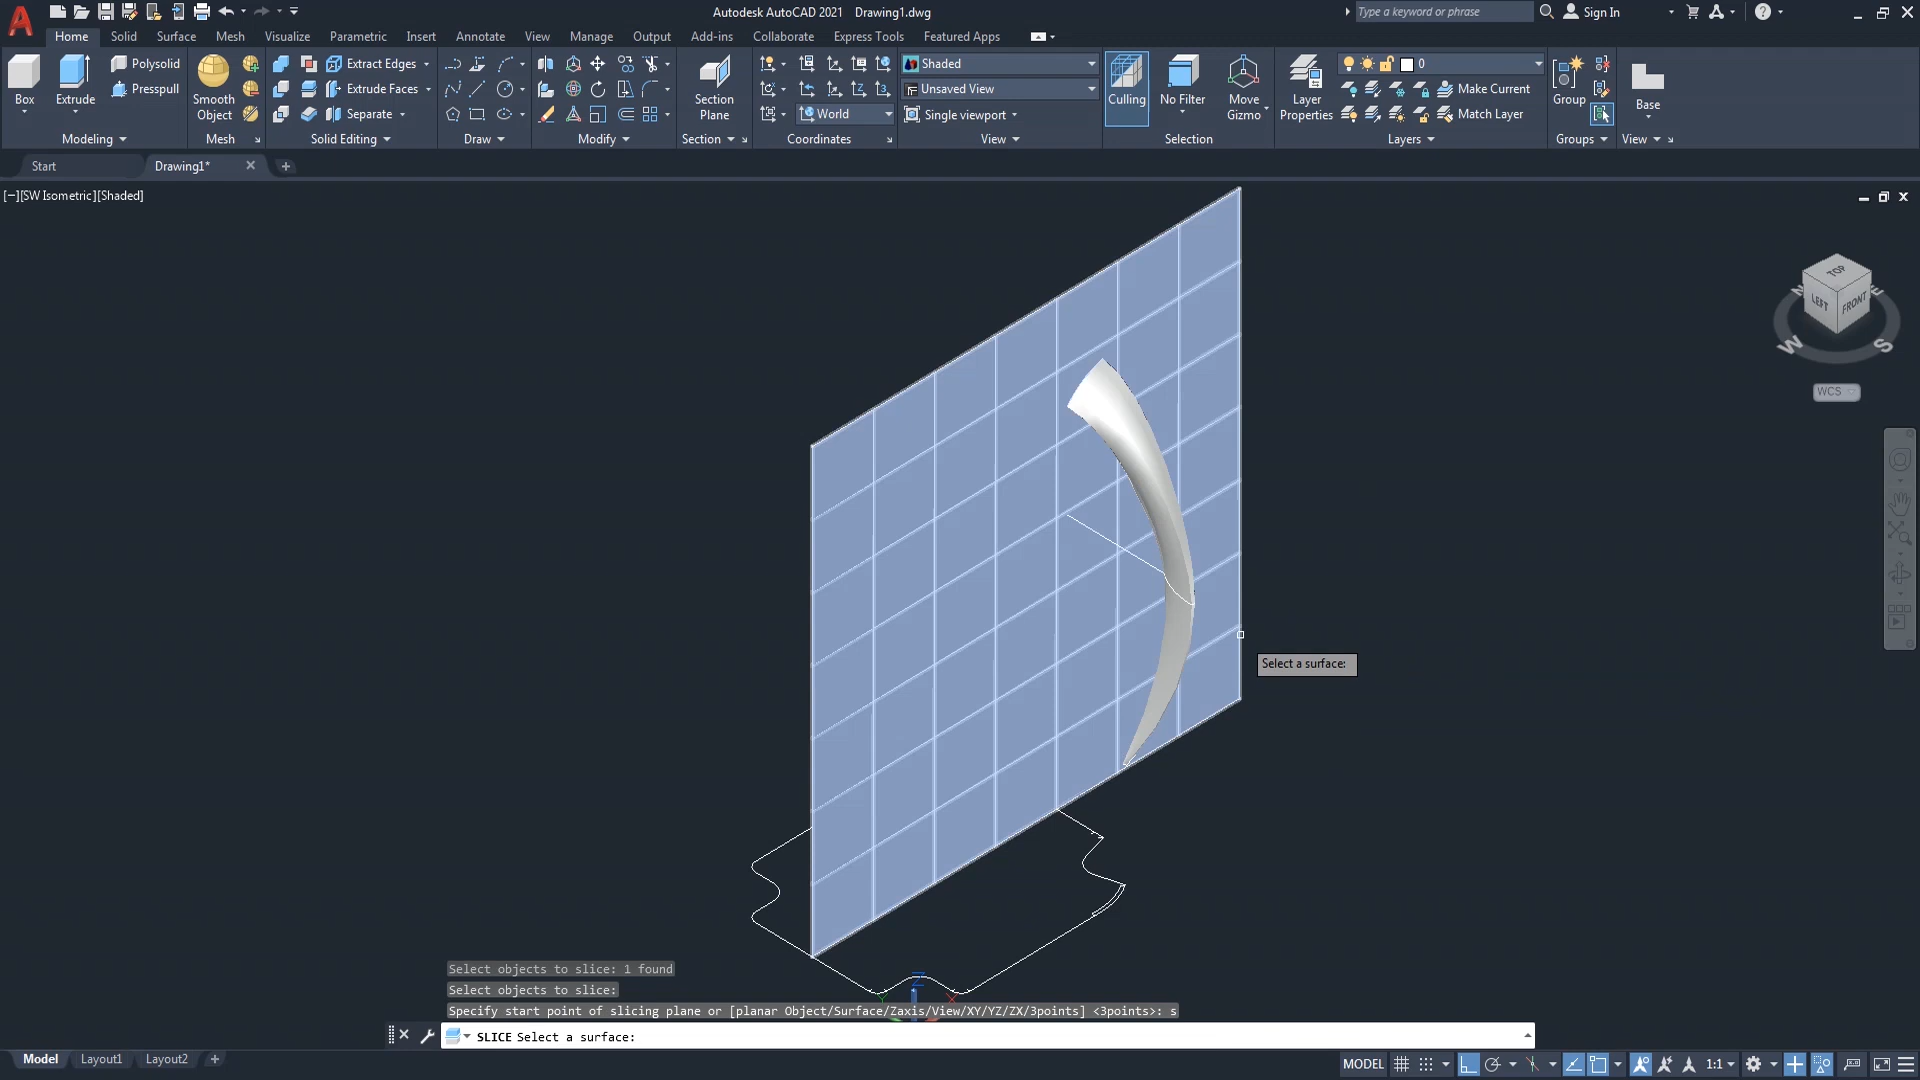 Autodesk AutoCAD 2021 Drawing1.dwg
Type a keyword or phrase
Sign In
Home Solid Surface Mesh Visualize Parametric Insert Annotate View Manage Output Add-ins Collaborate Express Tools Featured Apps
Box
Extrude
Polysolid
Presspull
Modeling
Smooth
Object
Mesh
Extract Edges
Extrude Faces
Separate
Solid Editing
Draw
Modify
Section
Plane
Section
World
Coordinates
Shaded
Unsaved View
Single viewport
View
Culling
No Filter
Move
Gizmo
Selection
Layer
Properties
0
Make Current
Match Layer
Layers
Group
Groups
Base
View
Start
Drawing1*
[−][SW Isometric][Shaded]
TOP
LEFT
FRONT
N
E
W
S
WCS
Select a surface:
Z
Y
X
Select objects to slice: 1 found
Select objects to slice:
Specify start point of slicing plane or [planar Object/Surface/Zaxis/View/XY/YZ/ZX/3points] <3points>: s
SLICE Select a surface:
Model Layout1 Layout2
MODEL
1:1